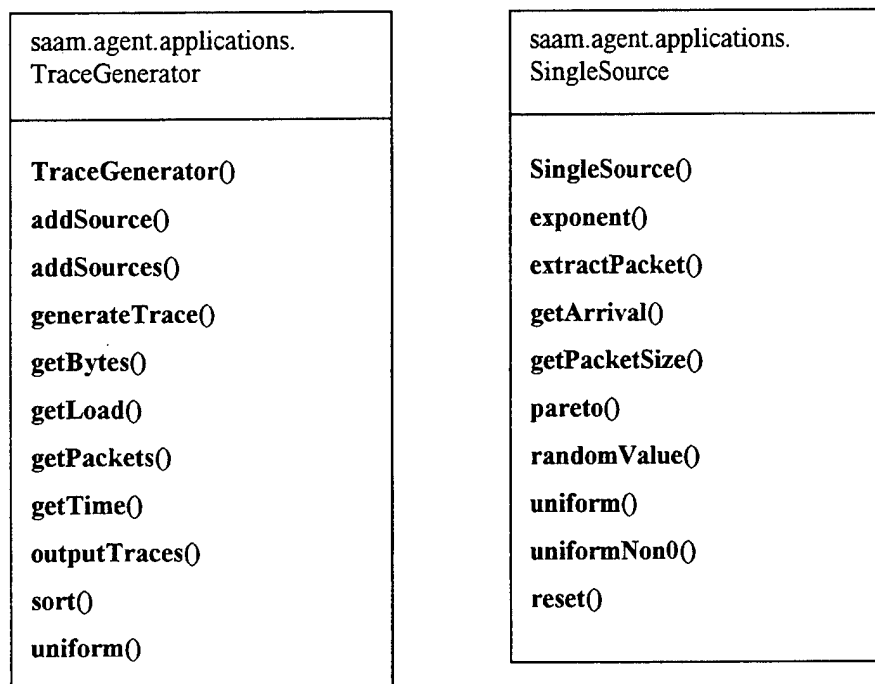 saam.agent.applications.
TraceGenerator
TraceGenerator()
addSource()
addSources()
generateTrace()
getBytes()
getLoad()
getPackets()
getTime()
outputTraces()
sort()
uniform()
saam.agent.applications.
SingleSource
SingleSource()
exponent()
extractPacket()
getArrival()
getPacketSize()
pareto()
randomValue()
uniform()
uniformNon0()
reset()